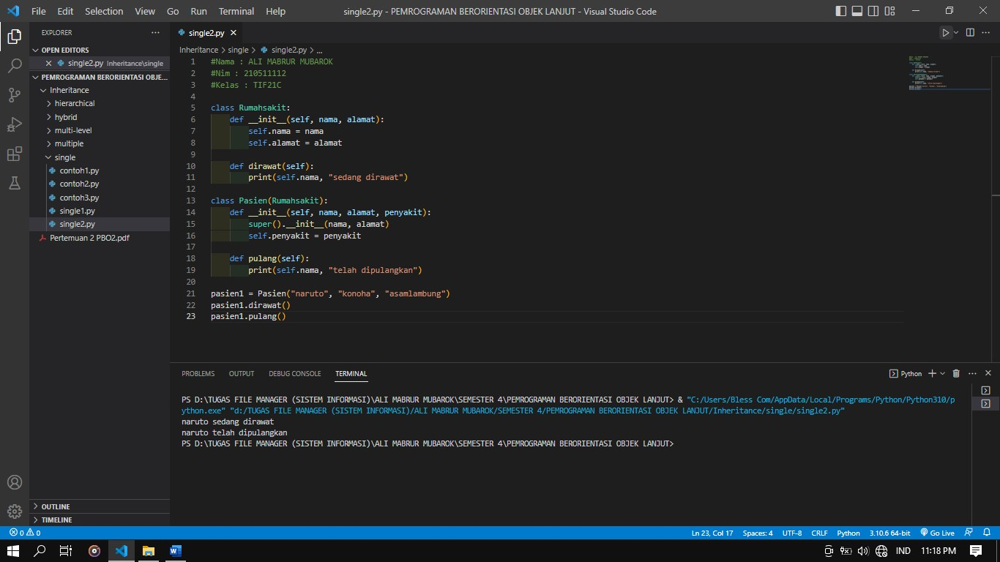 File Edit Selection View Go Run Terminal Help single2.py - PEMROGRAMAN BERORIENTASI OBJEK LANJUT - Visual Studio Code
EXPLORER
OPEN EDITORS
single2.py Inheritance\single
PEMROGRAMAN BERORIENTASI OBJE...
Inheritance
hierarchical
hybrid
multi-level
multiple
single
contoh1.py
contoh2.py
contoh3.py
single1.py
single2.py
Pertemuan 2 PBO2.pdf
OUTLINE
TIMELINE
single2.py
Inheritance > single > single2.py > ...
1 #Nama : ALI MABRUR MUBAROK
2 #Nim : 210511112
3 #Kelas : TIF21C
4
5 class Rumahsakit:
6 def __init__(self, nama, alamat):
7 self.nama = nama
8 self.alamat = alamat
9
10 def dirawat(self):
11 print(self.nama, "sedang dirawat")
12
13 class Pasien(Rumahsakit):
14 def __init__(self, nama, alamat, penyakit):
15 super().__init__(nama, alamat)
16 self.penyakit = penyakit
17
18 def pulang(self):
19 print(self.nama, "telah dipulangkan")
20
21 pasien1 = Pasien("naruto", "konoha", "asamlambung")
22 pasien1.dirawat()
23 pasien1.pulang()
PROBLEMS OUTPUT DEBUG CONSOLE TERMINAL Python
PS D:\TUGAS FILE MANAGER (SISTEM INFORMASI)\ALI MABRUR MUBAROK\SEMESTER 4\PEMROGRAMAN BERORIENTASI OBJEK LANJUT> & "C:/Users/Bless Com/AppData/Local/Programs/Python/Python310/p
ython.exe" "d:/TUGAS FILE MANAGER (SISTEM INFORMASI)/ALI MABRUR MUBAROK/SEMESTER 4/PEMROGRAMAN BERORIENTASI OBJEK LANJUT/Inheritance/single/single2.py"
naruto sedang dirawat
naruto telah dipulangkan
PS D:\TUGAS FILE MANAGER (SISTEM INFORMASI)\ALI MABRUR MUBAROK\SEMESTER 4\PEMROGRAMAN BERORIENTASI OBJEK LANJUT>
0 0 Ln 23, Col 17 Spaces: 4 UTF-8 CRLF Python 3.10.6 64-bit Go Live
IND 11:18 PM